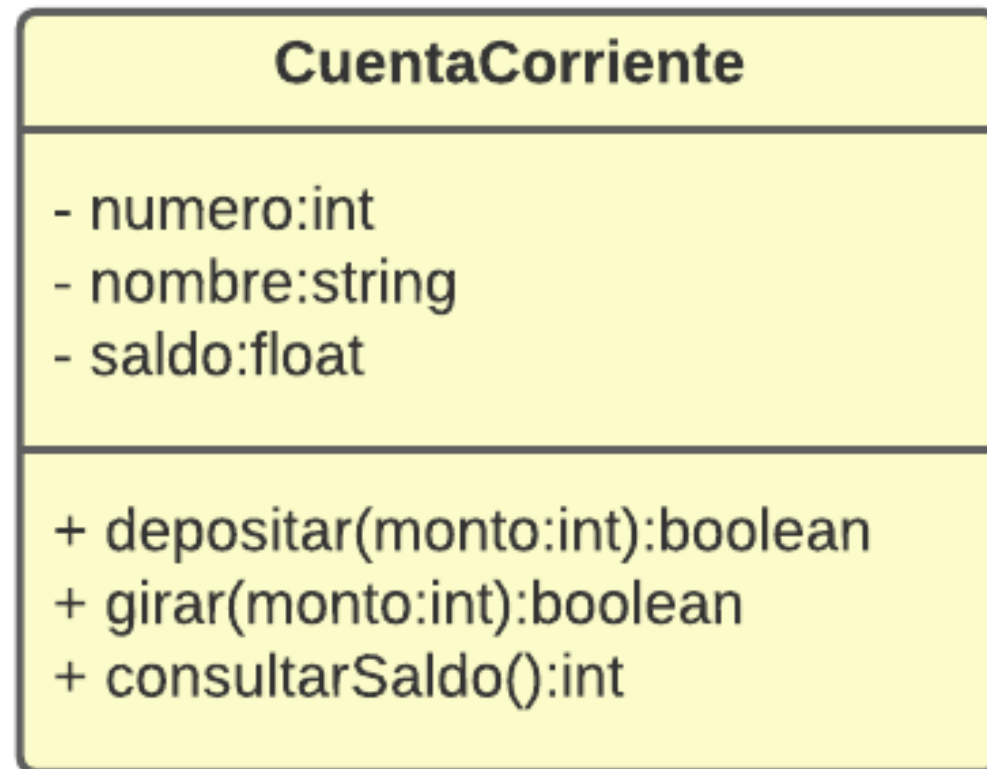 CuentaCorriente
- numero:int
- nombre:string
- saldo:float
+ depositar(monto:int):boolean
+ girar(monto:int):boolean
+ consultarSaldo():int